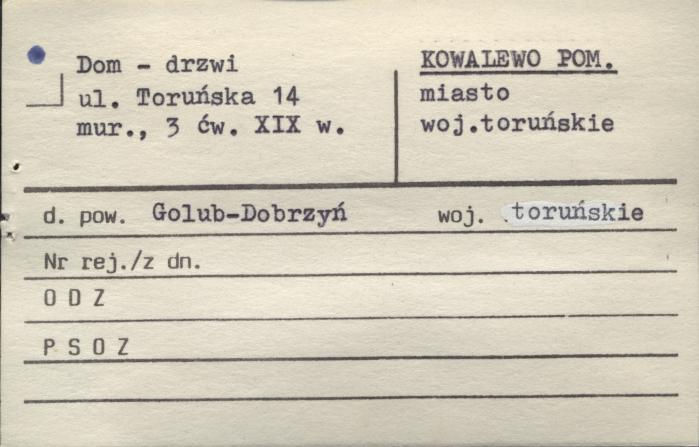 Dom - drzwi
ul. Toruńska 14
mur., 3 ćw. XIX w.
KOWALEWO POM.
miasto
woj.toruńskie
d. pow. Golub-Dobrzyń woj. toruńskie
Nr rej./z dn.
O D Z
P S O Z